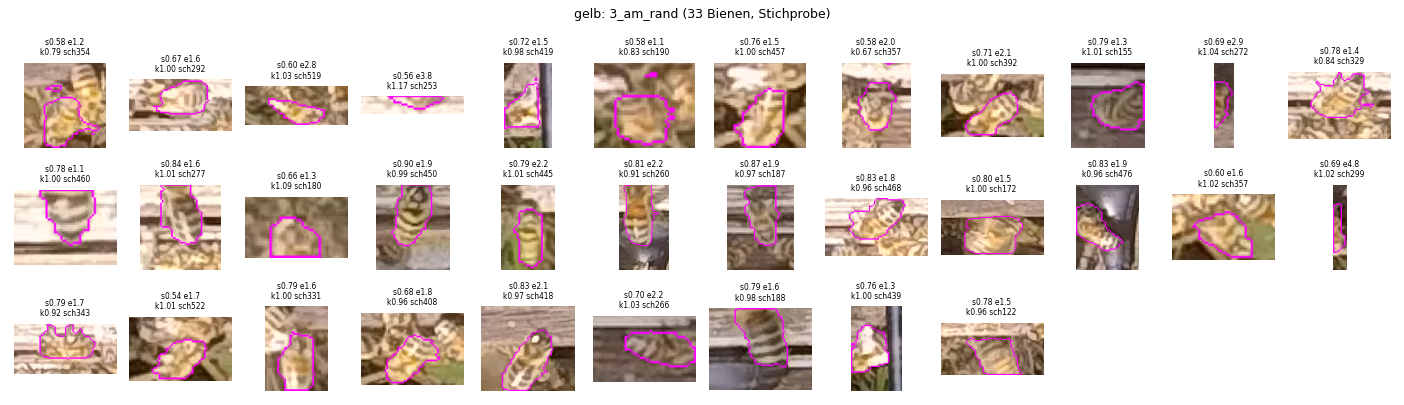 gelb: 3_am_rand (33 Bienen, Stichprobe)
s0.58 e1.2
k0.79 sch354
s0.67 e1.6
k1.00 sch292
s0.60 e2.8
k1.03 sch519
s0.56 e3.8
k1.17 sch253
s0.72 e1.5
k0.98 sch419
s0.58 e1.1
k0.83 sch190
s0.76 e1.5
k1.00 sch457
s0.58 e2.0
k0.67 sch357
s0.71 e2.1
k1.00 sch392
s0.79 e1.3
k1.01 sch155
s0.69 e2.9
k1.04 sch272
s0.78 e1.4
k0.84 sch329
s0.78 e1.1
k1.00 sch460
s0.84 e1.6
k1.01 sch277
s0.66 e1.3
k1.09 sch180
s0.90 e1.9
k0.99 sch450
s0.79 e2.2
k1.01 sch445
s0.81 e2.2
k0.91 sch260
s0.87 e1.9
k0.97 sch187
s0.83 e1.8
k0.96 sch468
s0.80 e1.5
k1.00 sch172
s0.83 e1.9
k0.96 sch476
s0.60 e1.6
k1.02 sch357
s0.69 e4.8
k1.02 sch299
s0.79 e1.7
k0.92 sch343
s0.54 e1.7
k1.01 sch522
s0.79 e1.6
k1.00 sch331
s0.68 e1.8
k0.96 sch408
s0.83 e2.1
k0.97 sch418
s0.70 e2.2
k1.03 sch266
s0.79 e1.6
k0.98 sch188
s0.76 e1.3
k1.00 sch439
s0.78 e1.5
k0.96 sch122